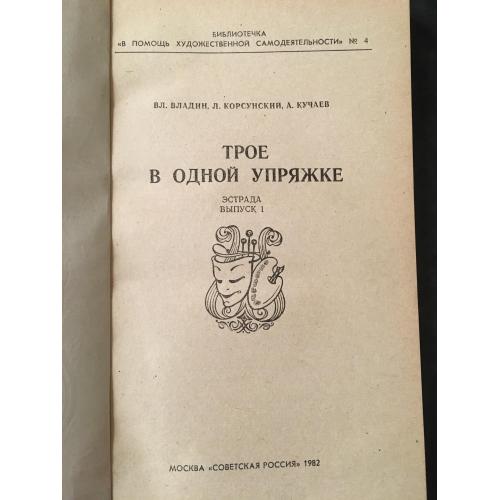 БИБЛИОТЕЧКА
«В ПОМОЩЬ ХУДОЖЕСТВЕННОЙ САМОДЕЯТЕЛЬНОСТИ» № 4
ВЛ. ВЛАДИН, Л. КОРСУНСКИЙ, А. КУЧАЕВ
ТРОЕ
В ОДНОЙ УПРЯЖКЕ
ЭСТРАДА
ВЫПУСК 1
МОСКВА «СОВЕТСКАЯ РОССИЯ» 1982